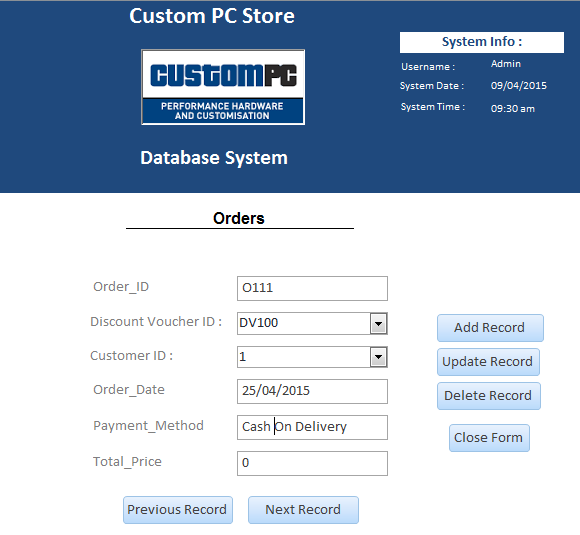 Custom PC Store
System Info :
Username : Admin
System Date : 09/04/2015
System Time : 09:30 am
CUSTOMPC
PERFORMANCE HARDWARE
AND CUSTOMISATION
Database System
Orders
Order_ID O111
Discount Voucher ID : DV100
Customer ID : 1
Order_Date 25/04/2015
Payment_Method Cash On Delivery
Total_Price 0
Add Record
Update Record
Delete Record
Close Form
Previous Record Next Record